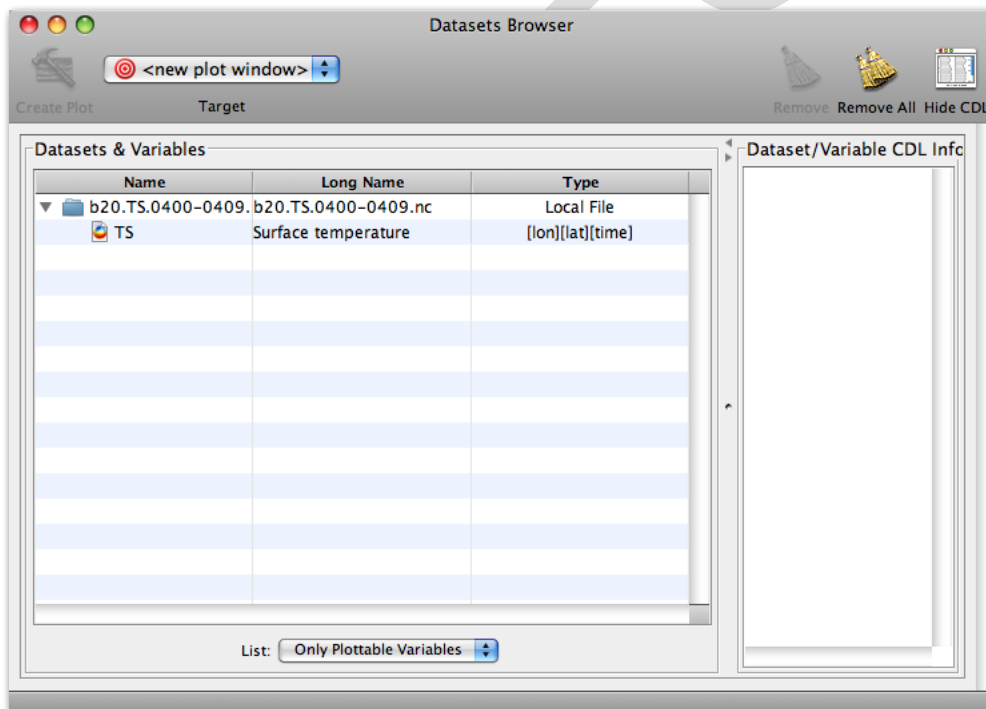 Datasets Browser
<new plot window>
Create Plot
Target
Remove
Remove All
Hide CDL
Datasets & Variables
Name Long Name Type
b20.TS.0400-0409. b20.TS.0400-0409.nc Local File
TS Surface temperature [lon][lat][time]
List: Only Plottable Variables
Dataset/Variable CDL Info